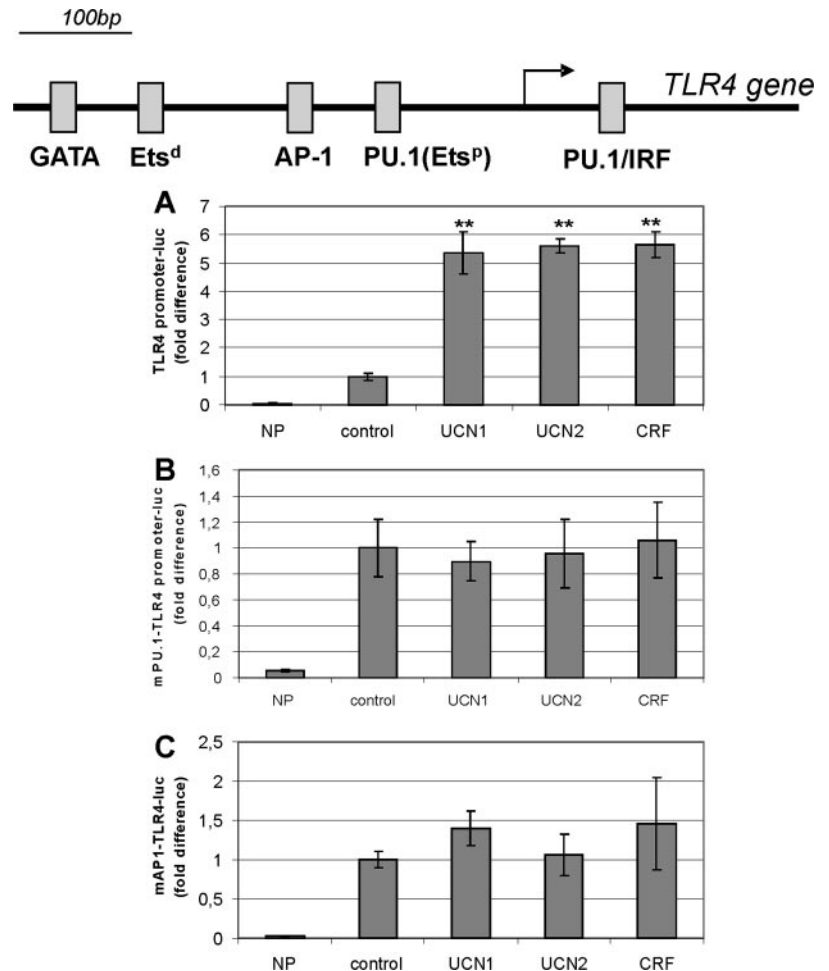 100bp
TLR4 gene
GATA Etsᵈ AP-1 PU.1(Etsᵖ) PU.1/IRF
A
TLR4 promoter-luc
(fold difference)
7
6
5
4
3
2
1
0
** ** **
NP control UCN1 UCN2 CRF
B
mPU.1-TLR4 promoter-luc
(fold difference)
1,6
1,4
1,2
1
0,8
0,6
0,4
0,2
0
NP control UCN1 UCN2 CRF
C
mAP1-TLR4-luc
(fold difference)
2,5
2
1,5
1
0,5
0
NP control UCN1 UCN2 CRF